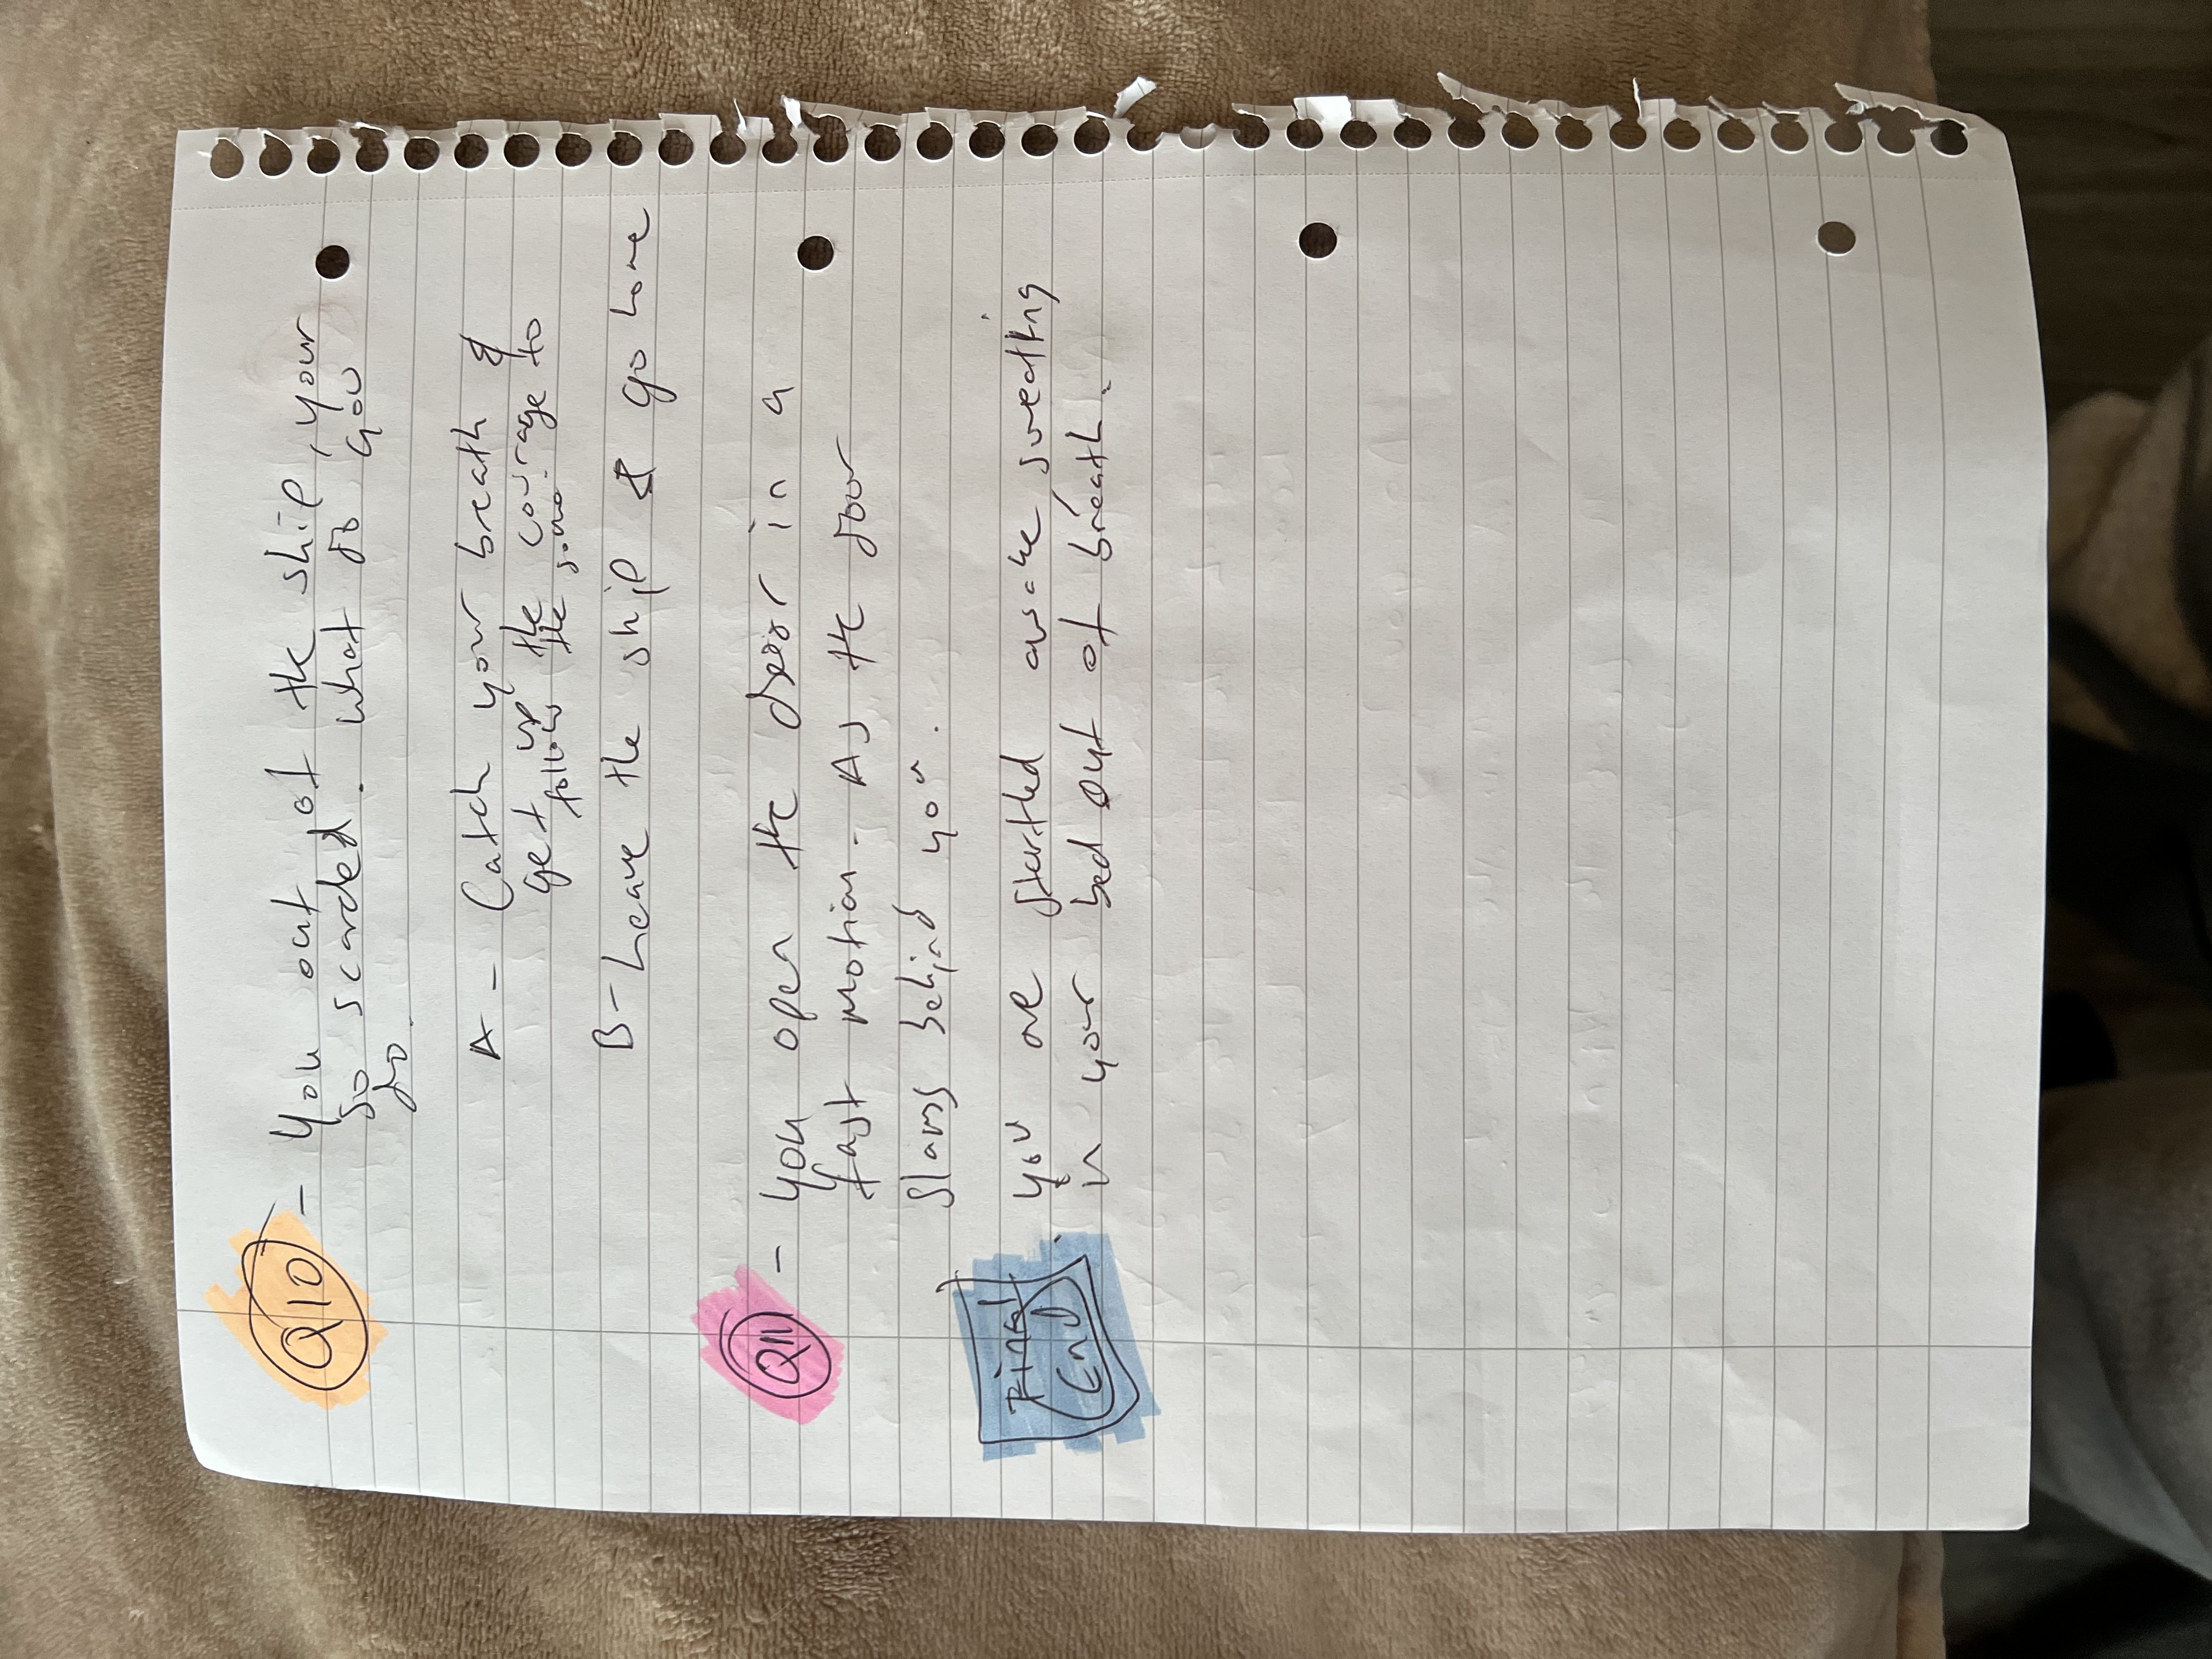 Q10 - You out of the ship, your
so scarded. What do you
do.
A - Catch your breath &
get up the courage to
follow the
B - Leave the ship & go home
Q11 - you open the door in a
fast motion. As the door
slams behind you.
Final
End . you are startled awake sweating
in your bed out of breath.